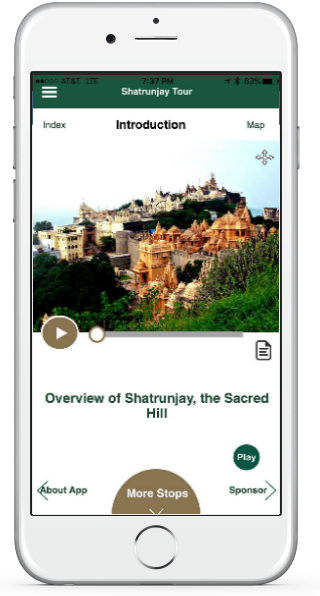 AT&T LTE 7:37 PM 63%
Shatrunjay Tour
Index Introduction Map
Overview of Shatrunjay, the Sacred
Hill
Play
About App More Stops Sponsor